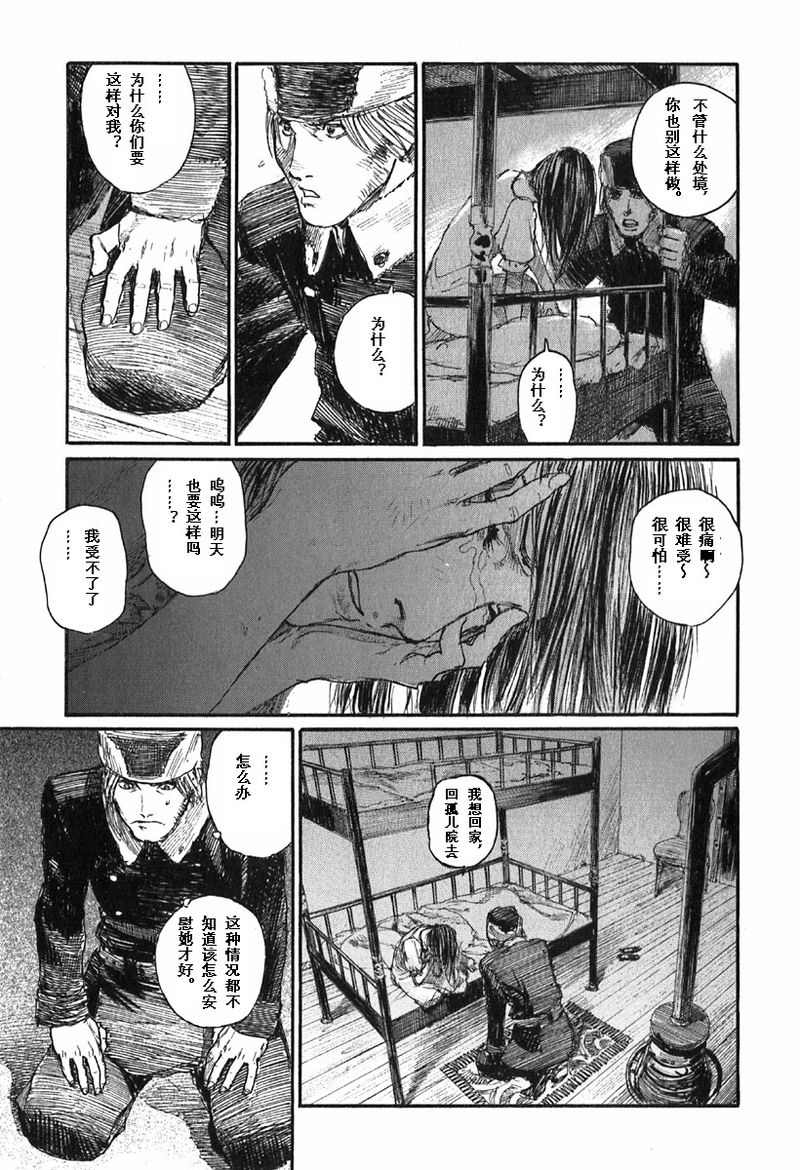 不管什么处境,
你也别这样做。
……
为什么?
为什么?
……
为什么你们要
这样对我?
很痛啊~
很难受~
很可怕……
呜呜…明天
也要这样吗
……?
我受不了了
……
我想回家,
回孤儿院去
……
怎么办
这种情况都不
知道该怎么安
慰她才好。